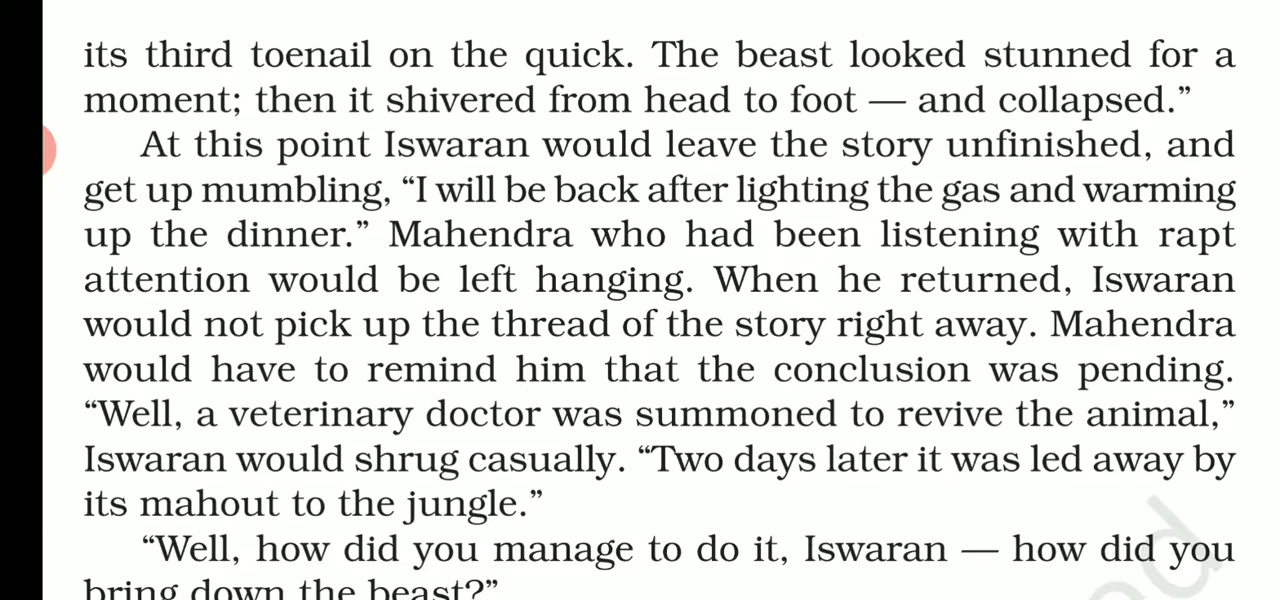 its third toenail on the quick. The beast looked stunned for a
moment; then it shivered from head to foot — and collapsed.”
At this point Iswaran would leave the story unfinished, and
get up mumbling, “I will be back after lighting the gas and warming
up the dinner.” Mahendra who had been listening with rapt
attention would be left hanging. When he returned, Iswaran
would not pick up the thread of the story right away. Mahendra
would have to remind him that the conclusion was pending.
“Well, a veterinary doctor was summoned to revive the animal,”
Iswaran would shrug casually. “Two days later it was led away by
its mahout to the jungle.”
“Well, how did you manage to do it, Iswaran — how did you
bring down the beast?”